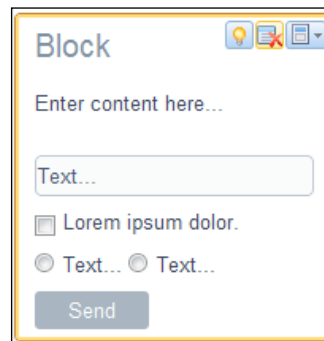 Block
Enter content here...
Text...
Lorem ipsum dolor.
Text... Text...
Send